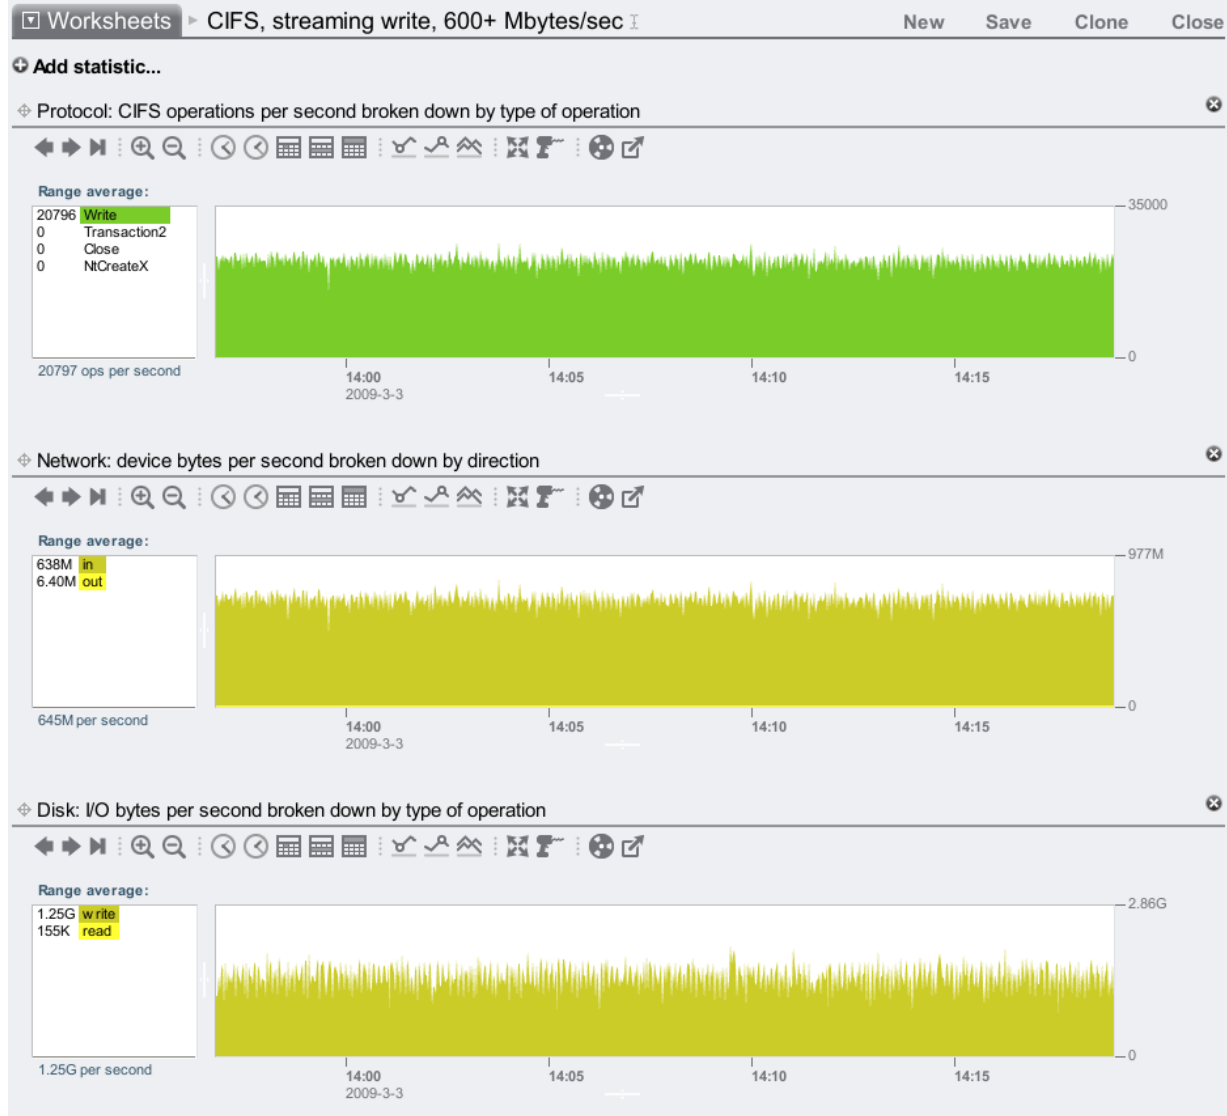 Worksheets CIFS, streaming write, 600+ Mbytes/sec New Save Clone Close
Add statistic...
Protocol: CIFS operations per second broken down by type of operation
Range average:
20796 Write
0 Transaction2
0 Close
0 NtCreateX
20797 ops per second
35000
0
14:00 14:05 14:10 14:15
2009-3-3
Network: device bytes per second broken down by direction
Range average:
638M in
6.40M out
645M per second
977M
0
14:00 14:05 14:10 14:15
2009-3-3
Disk: I/O bytes per second broken down by type of operation
Range average:
1.25G write
155K read
1.25G per second
2.86G
0
14:00 14:05 14:10 14:15
2009-3-3